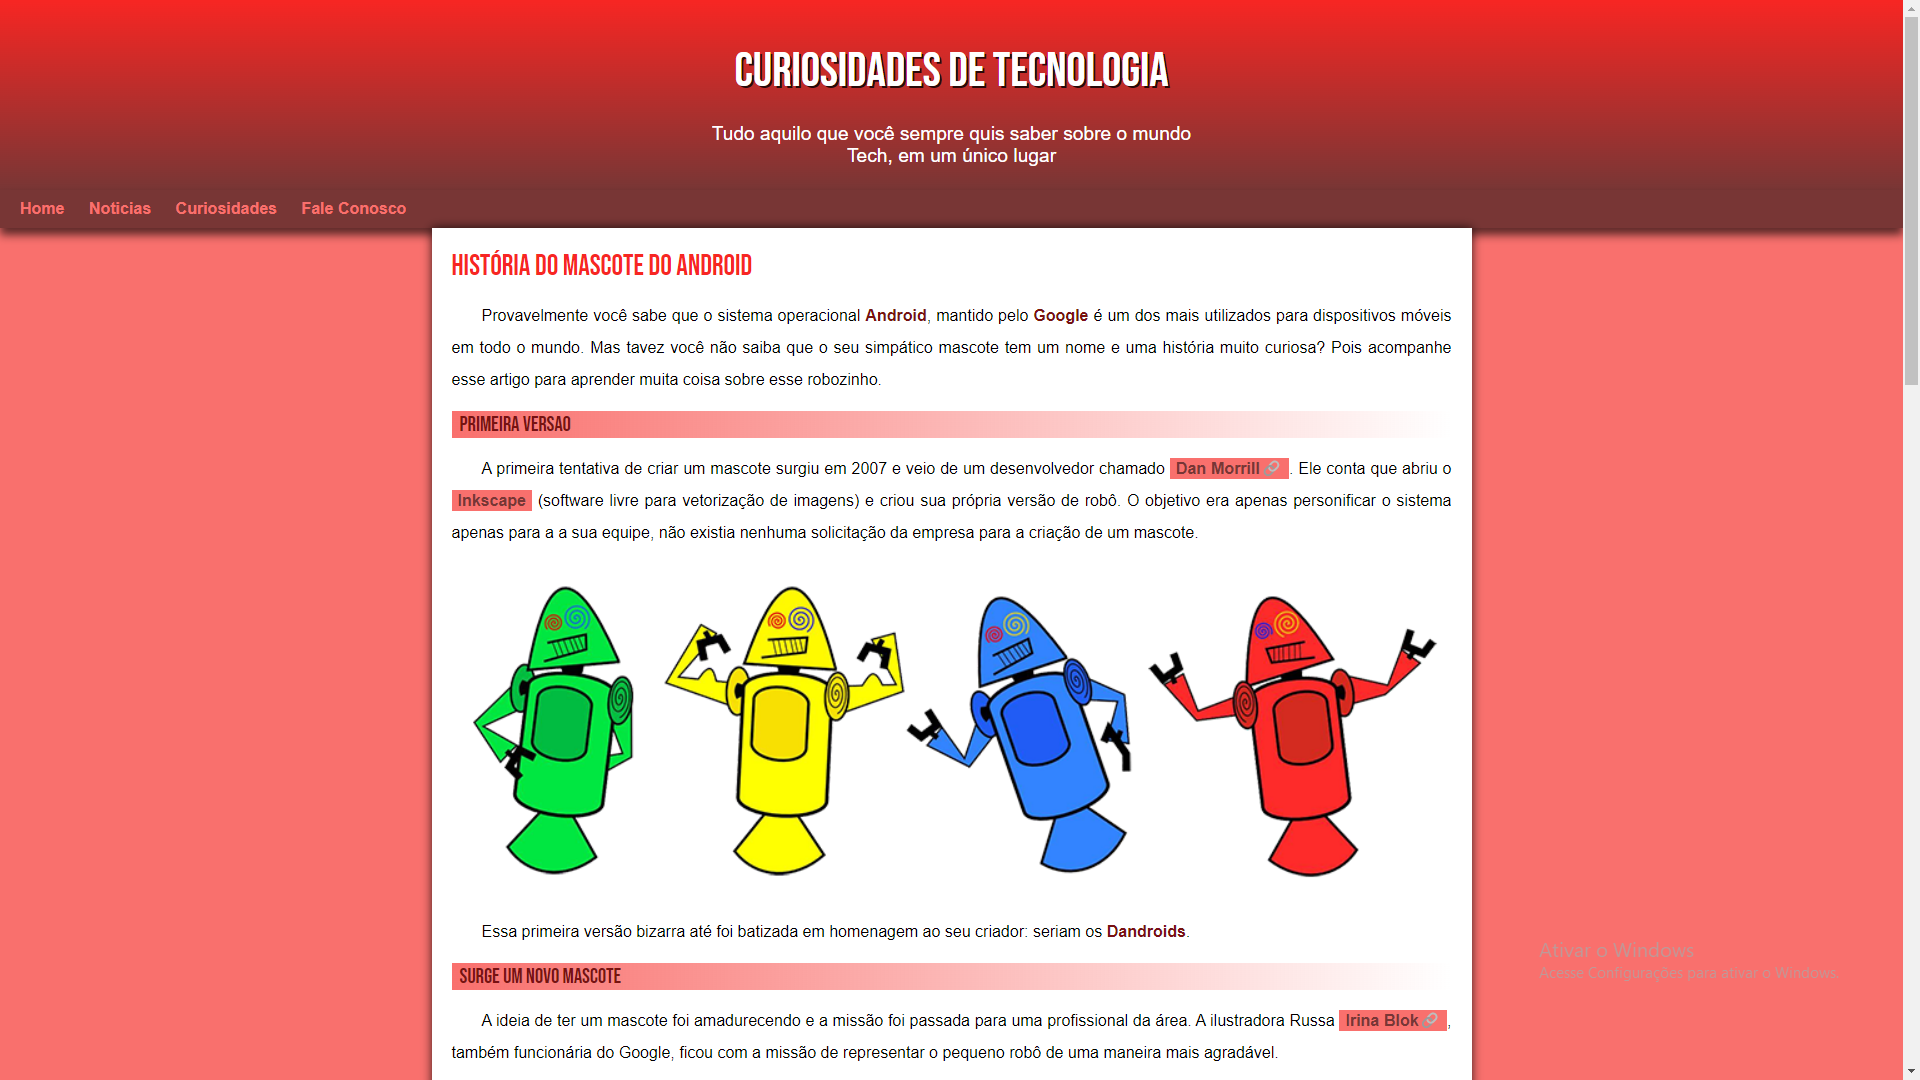 CURIOSIDADES DE TECNOLOGIA
Tudo aquilo que você sempre quis saber sobre o mundo
Tech, em um único lugar
Home Noticias Curiosidades Fale Conosco
HISTÓRIA DO MASCOTE DO ANDROID
Provavelmente você sabe que o sistema operacional Android, mantido pelo Google é um dos mais utilizados para dispositivos móveis
em todo o mundo. Mas tavez você não saiba que o seu simpático mascote tem um nome e uma história muito curiosa? Pois acompanhe
esse artigo para aprender muita coisa sobre esse robozinho.
PRIMEIRA VERSAO
A primeira tentativa de criar um mascote surgiu em 2007 e veio de um desenvolvedor chamado Dan Morrill. Ele conta que abriu o
Inkscape (software livre para vetorização de imagens) e criou sua própria versão de robô. O objetivo era apenas personificar o sistema
apenas para a a sua equipe, não existia nenhuma solicitação da empresa para a criação de um mascote.
Essa primeira versão bizarra até foi batizada em homenagem ao seu criador: seriam os Dandroids.
SURGE UM NOVO MASCOTE
A ideia de ter um mascote foi amadurecendo e a missão foi passada para uma profissional da área. A ilustradora Russa Irina Blok,
também funcionária do Google, ficou com a missão de representar o pequeno robô de uma maneira mais agradável.
Ativar o Windows
Acesse Configurações para ativar o Windows.